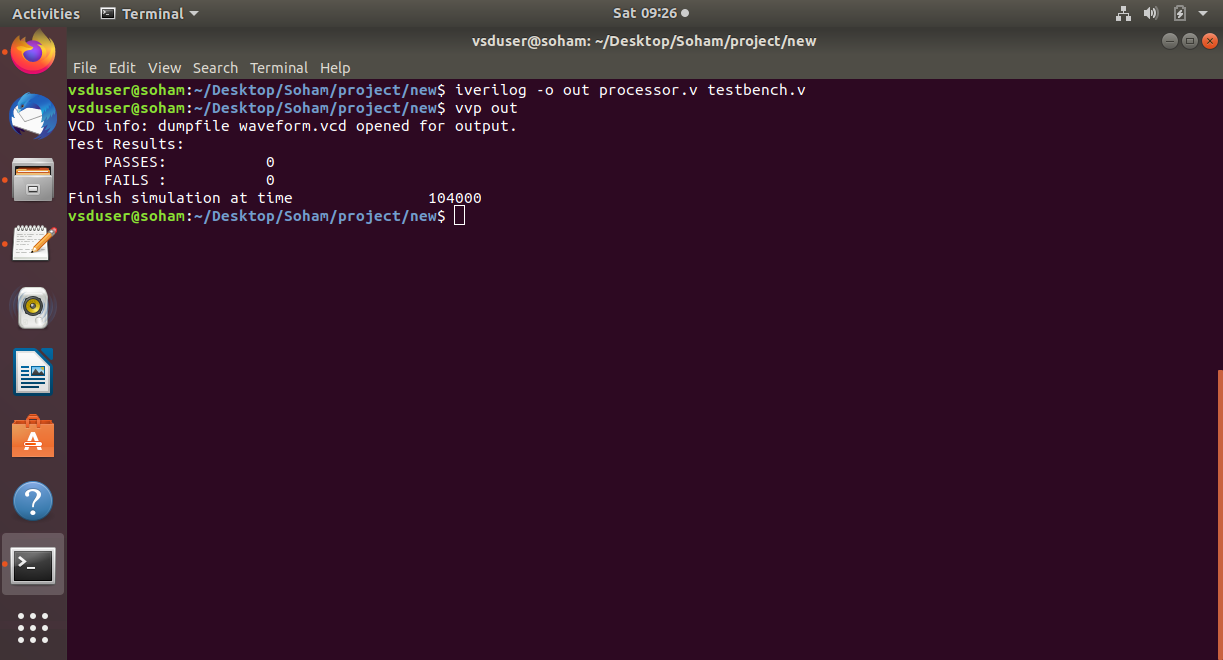 Activities Terminal Sat 09:26
vsduser@soham: ~/Desktop/Soham/project/new
File Edit View Search Terminal Help
vsduser@soham:~/Desktop/Soham/project/new$ iverilog -o out processor.v testbench.v
vsduser@soham:~/Desktop/Soham/project/new$ vvp out
VCD info: dumpfile waveform.vcd opened for output.
Test Results:
    PASSES:           0
    FAILS :           0
Finish simulation at time               104000
vsduser@soham:~/Desktop/Soham/project/new$